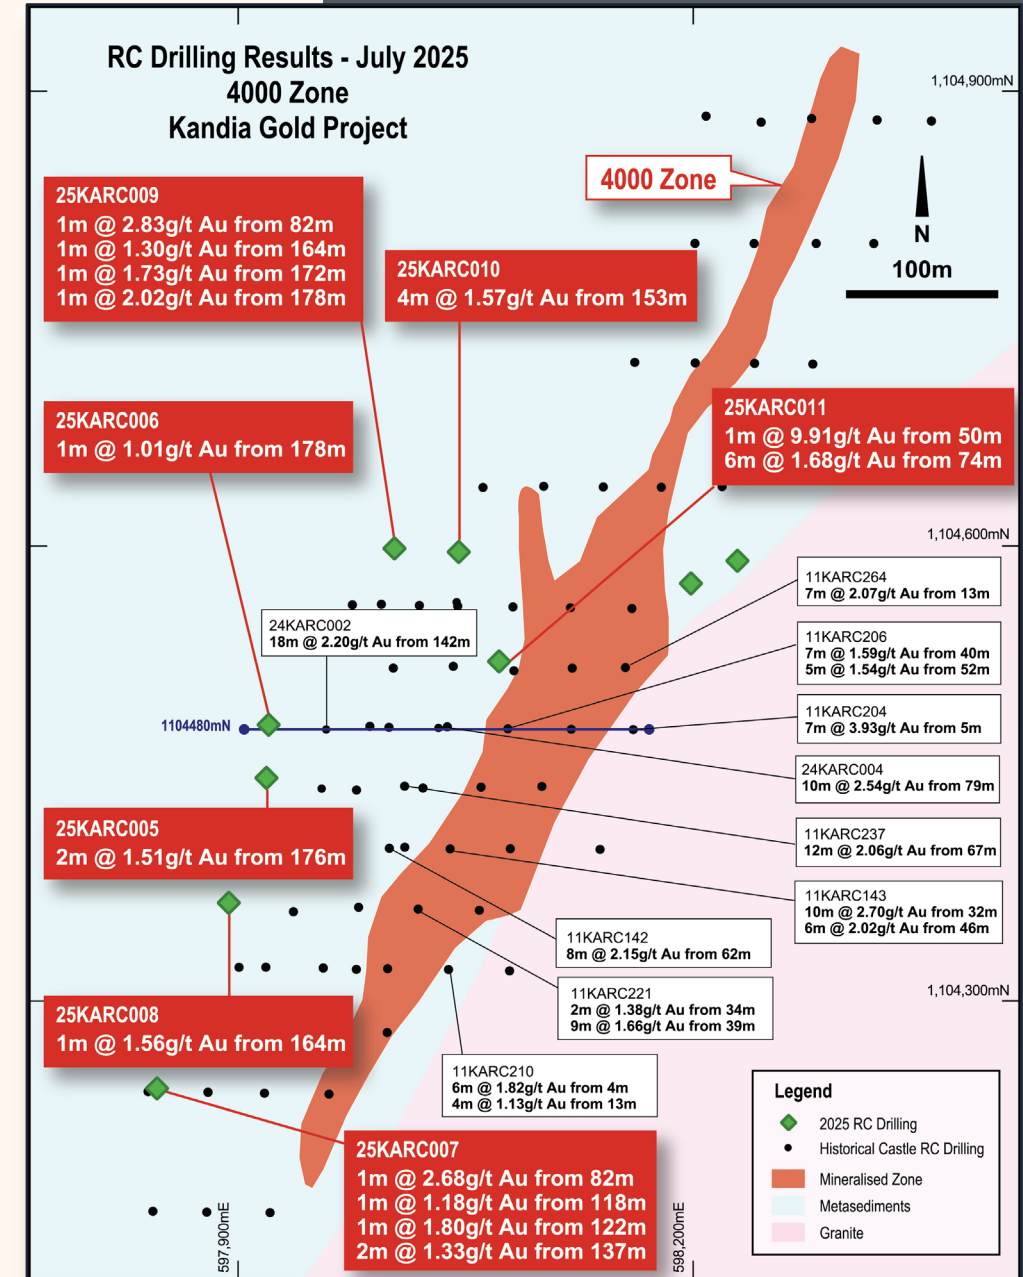 RC Drilling Results - July 2025
4000 Zone
Kandia Gold Project
1,104,900mN
4000 Zone
N
100m
25KARC009
1m @ 2.83g/t Au from 82m
1m @ 1.30g/t Au from 164m
1m @ 1.73g/t Au from 172m
1m @ 2.02g/t Au from 178m
25KARC010
4m @ 1.57g/t Au from 153m
25KARC006
1m @ 1.01g/t Au from 178m
25KARC011
1m @ 9.91g/t Au from 50m
6m @ 1.68g/t Au from 74m
1,104,600mN
11KARC264
7m @ 2.07g/t Au from 13m
24KARC002
18m @ 2.20g/t Au from 142m
11KARC206
7m @ 1.59g/t Au from 40m
5m @ 1.54g/t Au from 52m
1104480mN
11KARC204
7m @ 3.93g/t Au from 5m
24KARC004
10m @ 2.54g/t Au from 79m
25KARC005
2m @ 1.51g/t Au from 176m
11KARC237
12m @ 2.06g/t Au from 67m
11KARC143
10m @ 2.70g/t Au from 32m
6m @ 2.02g/t Au from 46m
11KARC142
8m @ 2.15g/t Au from 62m
1,104,300mN
11KARC221
2m @ 1.38g/t Au from 34m
9m @ 1.66g/t Au from 39m
25KARC008
1m @ 1.56g/t Au from 164m
11KARC210
6m @ 1.82g/t Au from 4m
4m @ 1.13g/t Au from 13m
25KARC007
1m @ 2.68g/t Au from 82m
1m @ 1.18g/t Au from 118m
1m @ 1.80g/t Au from 122m
2m @ 1.33g/t Au from 137m
597,900mE
598,200mE
Legend
2025 RC Drilling
Historical Castle RC Drilling
Mineralised Zone
Metasediments
Granite